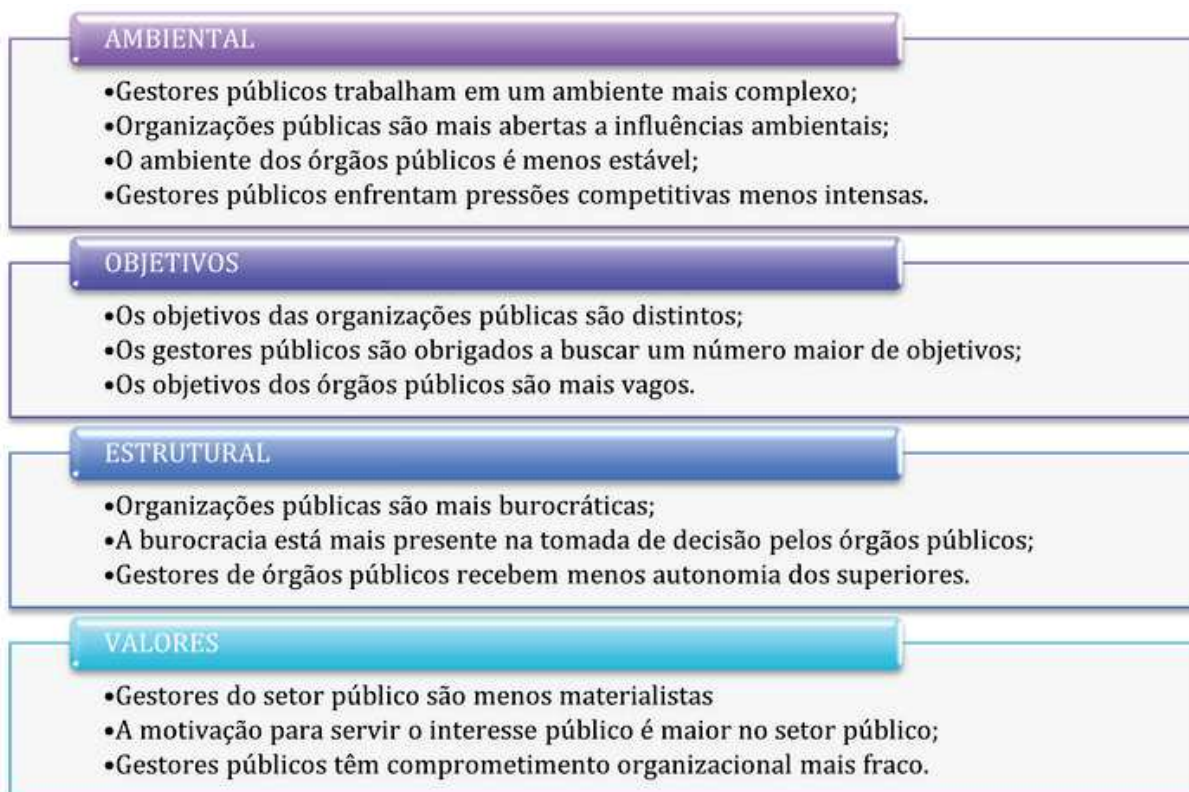 AMBIENTAL
•Gestores públicos trabalham em um ambiente mais complexo;
•Organizações públicas são mais abertas a influências ambientais;
•O ambiente dos órgãos públicos é menos estável;
•Gestores públicos enfrentam pressões competitivas menos intensas.
OBJETIVOS
•Os objetivos das organizações públicas são distintos;
•Os gestores públicos são obrigados a buscar um número maior de objetivos;
•Os objetivos dos órgãos públicos são mais vagos.
ESTRUTURAL
•Organizações públicas são mais burocráticas;
•A burocracia está mais presente na tomada de decisão pelos órgãos públicos;
•Gestores de órgãos públicos recebem menos autonomia dos superiores.
VALORES
•Gestores do setor público são menos materialistas
•A motivação para servir o interesse público é maior no setor público;
•Gestores públicos têm comprometimento organizacional mais fraco.